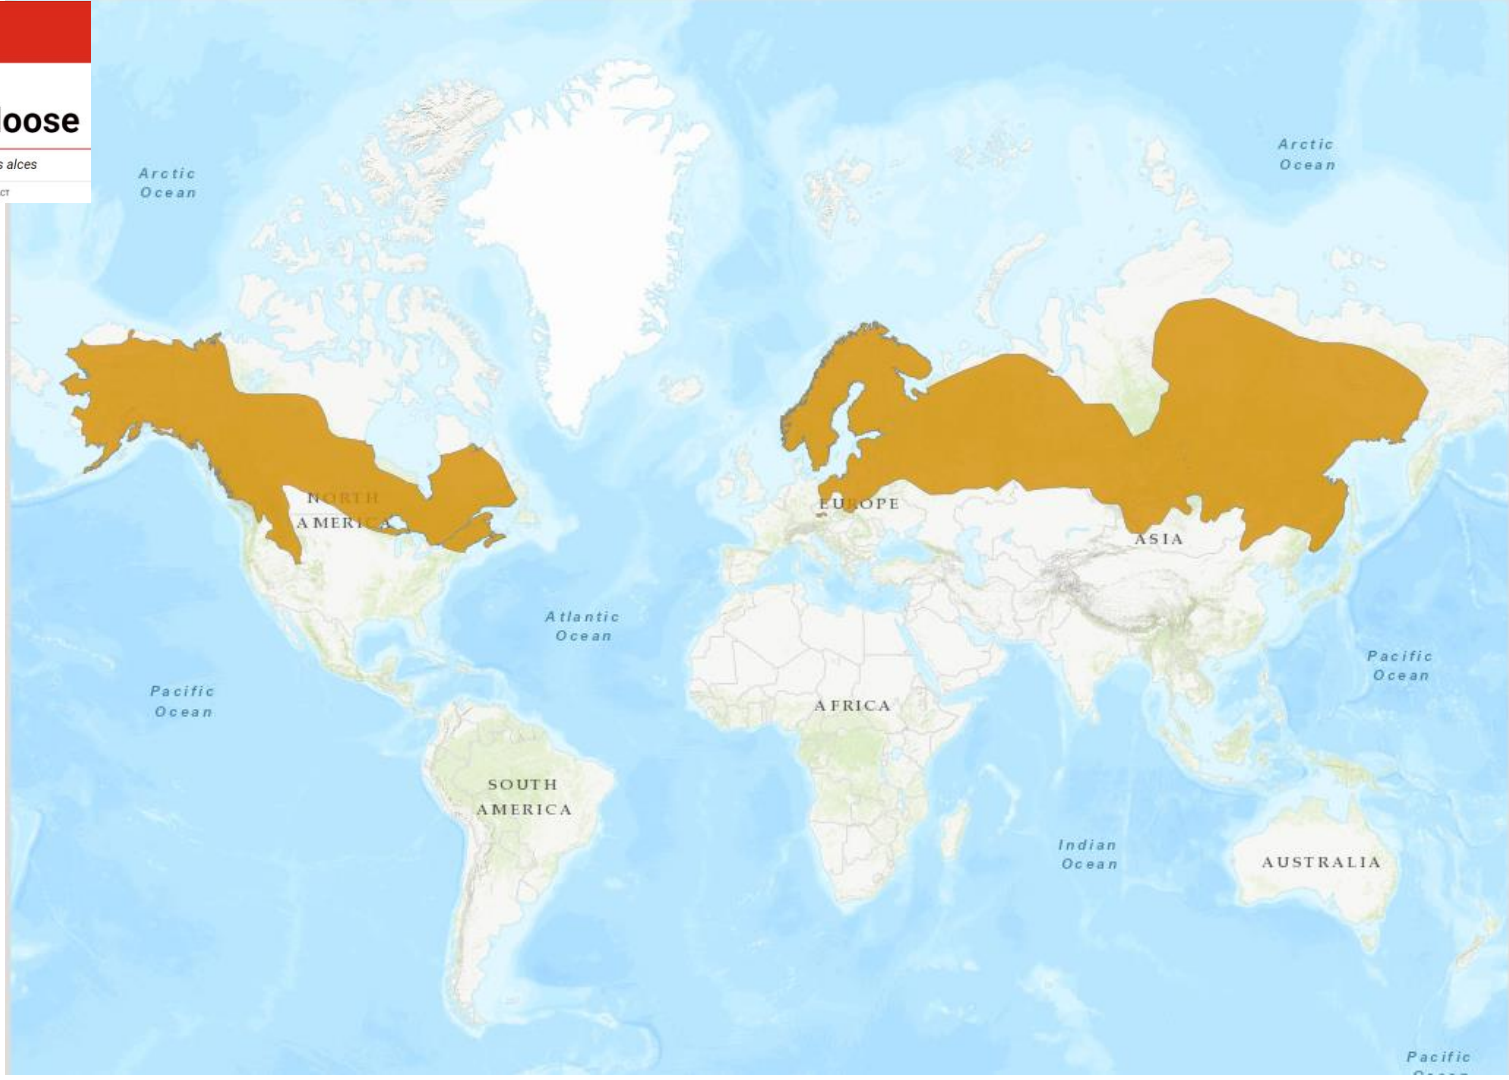 loose
s alces
CT
Arctic
Ocean
Arctic
Ocean
NORTH
AMERICA
EUROPE
ASIA
Atlantic
Ocean
Pacific
Ocean
Pacific
Ocean
AFRICA
SOUTH
AMERICA
Indian
Ocean
AUSTRALIA
Pacific